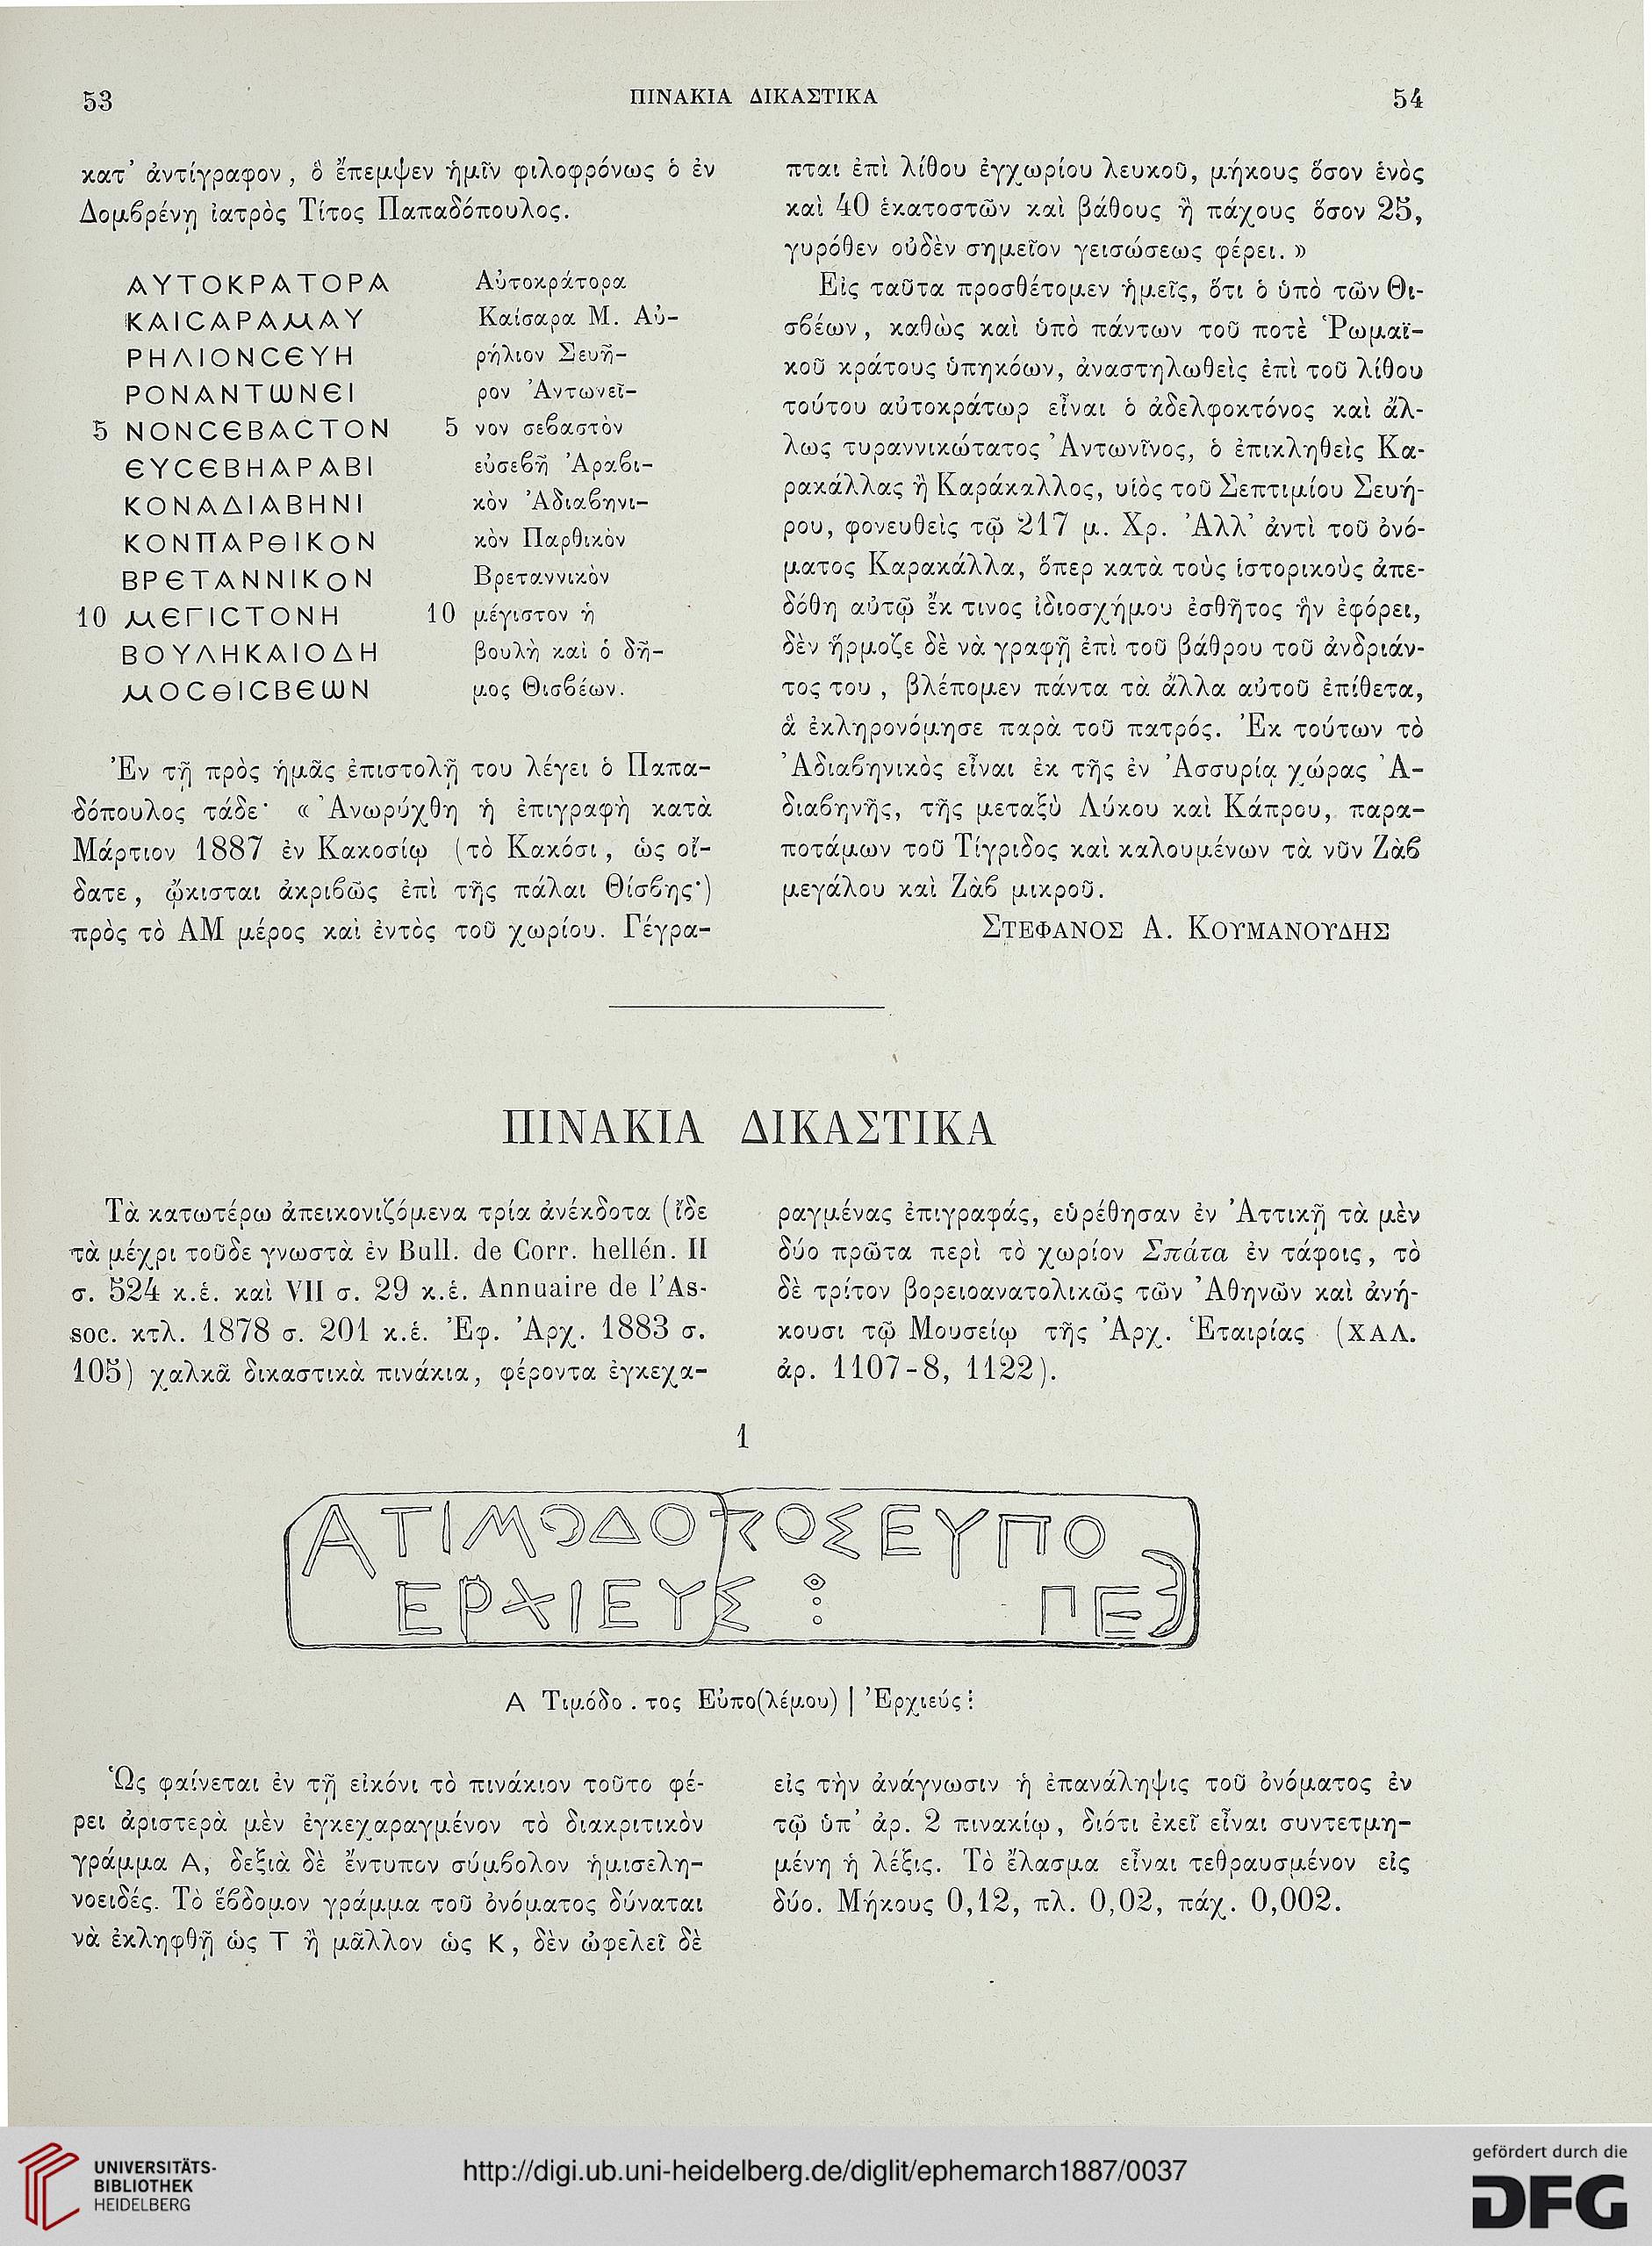 53
ΠΙΝΑΚΙΑ ΔΙΚΑΣΤΙΚΑ
54
κατ' ἀντίγραφον, ὃ ἔπεμψεν ἡμῖν φιλοφρόνως ὁ ἐν
Δομβρένῃ ἰατρὸς Τίτος Παπαδόπουλος.
ΑΥΤΟΚΡΑΤΟΡΑ
ΚΑΙCΑΡΑΜΑΥ
ΡΗΛΙΟΝCЄΥΗ
ΡΟΝΑΝΤΩΝЄΙ
5 ΝΟΝCЄΒΑCΤΟΝ
ЄΥCЄΒΗΑΡΑΒΙ
ΚΟΝΑΔΙΑΒΗΝΙ
ΚΟΝΠΑΡΘΙΚΟΝ
ΒΡЄΤΑΝΝΙΚΟΝ
10 ΜЄΓΙCΤΟΝΗ
ΒΟΥΛΗΚΑΙΟΔΗ
ΜΟCΘΙCΒЄΩΝ
Αὐτοκράτορα
Καίσαρα Μ. Αὐ-
ρήλιον Σευῆ-
ρον Ἀντωνεῖ-
5 νον σεβαστὸν
εὐσεβῆ Ἀραβι-
κὸν Ἀδιαβηνι-
κὸν Παρθικὸν
Βρεταννικὸν
10 μέγιστον ἡ
βουλὴ καὶ ὁ δῆ-
μος Θισβέων.
Ἐν τῇ πρὸς ἡμᾶς ἐπιστολῇ του λέγει ὁ Παπα-
δόπουλος τάδε· « Ἀνωρύχθη ἡ ἐπιγραφὴ κατὰ
Μάρτιον 1887 ἐν Κακοσίῳ (τὸ Κακόσι, ὡς οἴ-
δατε, ᾤκισται ἀκριβῶς ἐπὶ τῆς πάλαι Θίσβης·)
πρὸς τὸ ΑΜ μέρος καὶ ἐντὸς τοῦ χωρίου. Γέγρα-
πται ἐπὶ λίθου ἐγχωρίου λευκοῦ, μήκους ὅσον ἑνὸς
καὶ 40 ἑκατοστῶν καὶ βάθους ἢ πάχους ὅσον 25,
γυρόθεν οὐδὲν σημεῖον γεισώσεως φέρει. »
Εἰς ταῦτα προσθέτομεν ἡμεῖς, ὅτι ὁ ὑπὸ τῶν Θι-
σβέων, καθὼς καὶ ὑπὸ πάντων τοῦ ποτὲ Ῥωμαϊ-
κοῦ κράτους ὑπηκόων, ἀναστηλωθεὶς ἐπὶ τοῦ λίθου
τούτου αὐτοκράτωρ εἶναι ὁ ἀδελφοκτόνος καὶ ἄλ-
λως τυραννικώτατος Ἀντωνῖνος, ὁ ἐπικληθεὶς Κα-
ρακάλλας ἢ Καράκαλλος, υἱὸς τοῦ Σεπτιμίου Σευή-
ρου, φονευθεὶς τῷ 217 μ. Χρ. Ἀλλ' ἀντὶ τοῦ ὀνό-
ματος Καρακάλλα, ὅπερ κατὰ τοὺς ἱστορικοὺς ἀπε-
δόθη αὐτῷ ἔκ τινος ἰδιοσχήμου ἐσθῆτος ἣν ἐφόρει,
δὲν ἥρμοζε δὲ νὰ γραφῇ ἐπὶ τοῦ βάθρου τοῦ ἀνδριάν-
τος του, βλέπομεν πάντα τὰ ἄλλα αὐτοῦ ἐπίθετα,
ἃ ἐκληρονόμησε παρὰ τοῦ πατρός. Ἐκ τούτων τὸ
Ἀδιαβηνικὸς εἶναι ἐκ τῆς ἐν Ἀσσυρίᾳ χώρας Ἀ-
διαβηνῆς, τῆς μεταξὺ Λύκου καὶ Κάπρου, παρα-
ποτάμων τοῦ Τίγριδος καὶ καλουμένων τὰ νῦν Ζὰβ
μεγάλου καὶ Ζὰβ μικροῦ.
ΣΤΕΦΑΝΟΣ Α. ΚΟΥΜΑΝΟΥΔΗΣ
ΠΙΝΑΚΙΑ ΔΙΚΑΣΤΙΚΑ
Τὰ κατωτέρω ἀπεικονιζόμενα τρία ἀνέκδοτα (ἴδε
τὰ μέχρι τοῦδε γνωστὰ ἐν Bull. de Corr. hellén. II
σ. 524 κ.ἑ. καὶ VII σ. 29 κ.ἑ. Annuaire de l'As-
soc. κτλ. 1878 σ. 201 κ.ἑ. Ἐφ. Ἀρχ. 1883 σ.
105) χαλκᾶ δικαστικὰ πινάκια, φέροντα ἐγκεχα-
ραγμένας ἐπιγραφάς, εὑρέθησαν ἐν Ἀττικῇ τὰ μὲν
δύο πρῶτα περὶ τὸ χωρίον Σπάτα ἐν τάφοις, τὸ
δὲ τρίτον βορειοανατολικῶς τῶν Ἀθηνῶν καὶ ἀνή-
κουσι τῷ Μουσείῳ τῆς Ἀρχ. Ἑταιρίας (ΧΑΛ.
ἀρ. 1107-8, 1122).
1
ΑΤΙΜΟΔΟΚΟΣΕΥΠΟ
ΕΡΧΙΕΥΣ ⁝ ΠΕ
Α Τιμόδο . τος Εὐπο(λέμου) | Ἐρχιεύς ⁝
Ὡς φαίνεται ἐν τῇ εἰκόνι τὸ πινάκιον τοῦτο φέ-
ρει ἀριστερὰ μὲν ἐγκεχαραγμένον τὸ διακριτικὸν
γράμμα Α, δεξιὰ δὲ ἔντυπον σύμβολον ἡμισελη-
νοειδές. Τὸ ἕβδομον γράμμα τοῦ ὀνόματος δύναται
νὰ ἐκληφθῇ ὡς Τ ἢ μᾶλλον ὡς Κ, δὲν ὠφελεῖ δὲ
εἰς τὴν ἀνάγνωσιν ἡ ἐπανάληψις τοῦ ὀνόματος ἐν
τῷ ὑπ' ἀρ. 2 πινακίῳ, διότι ἐκεῖ εἶναι συντετμη-
μένη ἡ λέξις. Τὸ ἔλασμα εἶναι τεθραυσμένον εἰς
δύο. Μήκους 0,12, πλ. 0,02, πάχ. 0,002.
UNIVERSITÄTS-
BIBLIOTHEK
HEIDELBERG
http://digi.ub.uni-heidelberg.de/diglit/ephemarch1887/0037
gefördert durch die
DFG